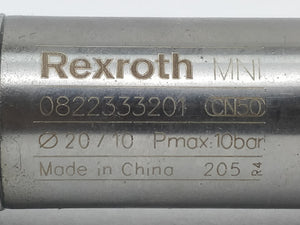 Rexroth MNI
0822333201 CN50
Ø 20/10 Pmax:10bar
Made in China 205 R4